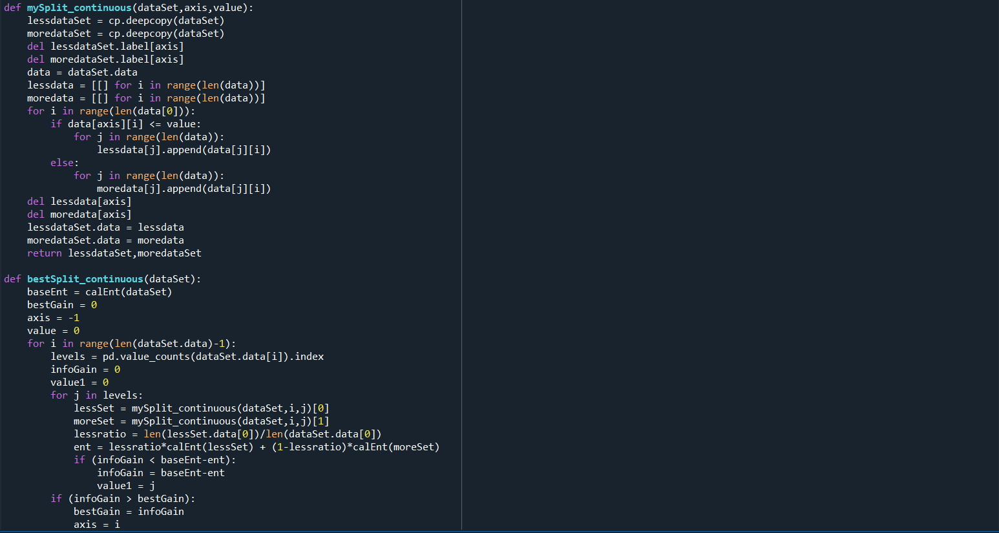 def mySplit_continuous(dataSet,axis,value):
    lessdataSet = cp.deepcopy(dataSet)
    moredataSet = cp.deepcopy(dataSet)
    del lessdataSet.label[axis]
    del moredataSet.label[axis]
    data = dataSet.data
    lessdata = [[] for i in range(len(data))]
    moredata = [[] for i in range(len(data))]
    for i in range(len(data[0])):
        if data[axis][i] <= value:
            for j in range(len(data)):
                lessdata[j].append(data[j][i])
        else:
            for j in range(len(data)):
                moredata[j].append(data[j][i])
    del lessdata[axis]
    del moredata[axis]
    lessdataSet.data = lessdata
    moredataSet.data = moredata
    return lessdataSet,moredataSet

def bestSplit_continuous(dataSet):
    baseEnt = calEnt(dataSet)
    bestGain = 0
    axis = -1
    value = 0
    for i in range(len(dataSet.data)-1):
        levels = pd.value_counts(dataSet.data[i]).index
        infoGain = 0
        value1 = 0
        for j in levels:
            lessSet = mySplit_continuous(dataSet,i,j)[0]
            moreSet = mySplit_continuous(dataSet,i,j)[1]
            lessratio = len(lessSet.data[0])/len(dataSet.data[0])
            ent = lessratio*calEnt(lessSet) + (1-lessratio)*calEnt(moreSet)
            if (infoGain < baseEnt-ent):
                infoGain = baseEnt-ent
                value1 = j
        if (infoGain > bestGain):
            bestGain = infoGain
            axis = i